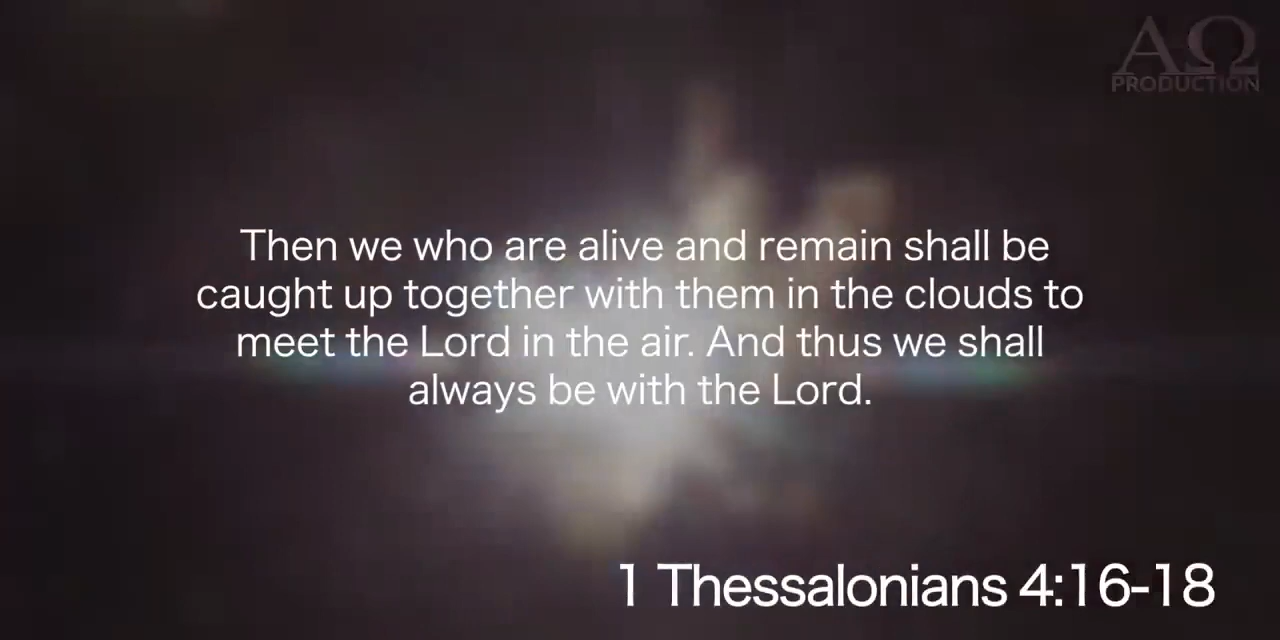 AΩ
PRODUCTION
Then we who are alive and remain shall be
caught up together with them in the clouds to
meet the Lord in the air. And thus we shall
always be with the Lord.
1 Thessalonians 4:16-18